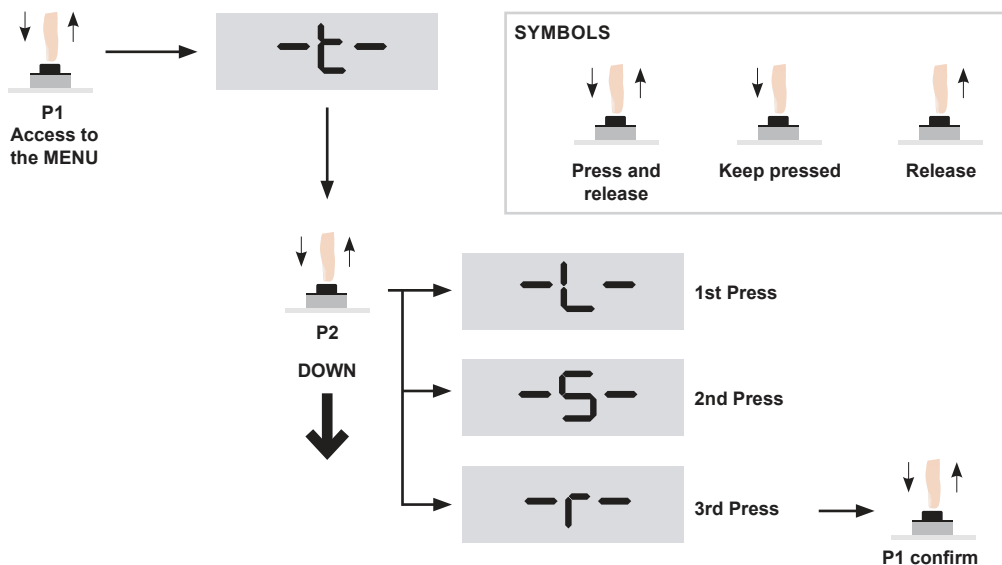 P1
Access to
the MENU
-t-
SYMBOLS
Press and
release
Keep pressed
Release
P2
DOWN
-L-
1st Press
-S-
2nd Press
-r-
3rd Press
P1 confirm